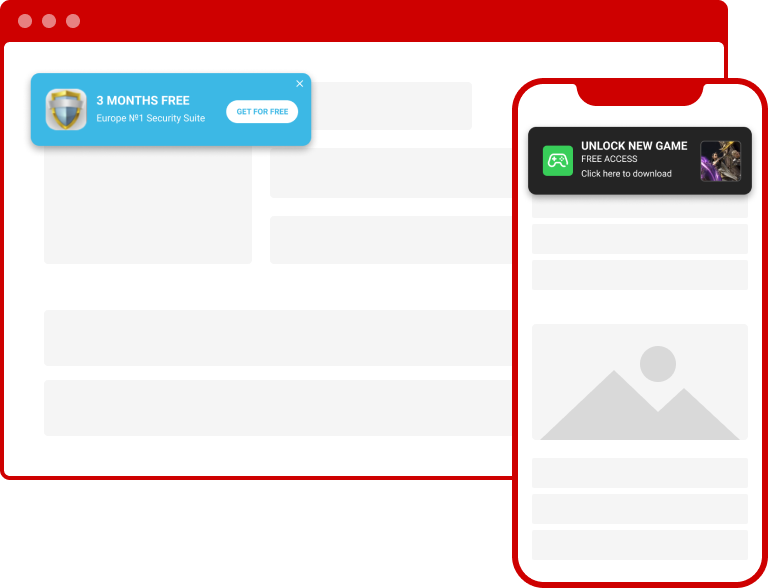 3 MONTHS FREE
Europe Nº1 Security Suite
GET FOR FREE
UNLOCK NEW GAME
FREE ACCESS
Click here to download